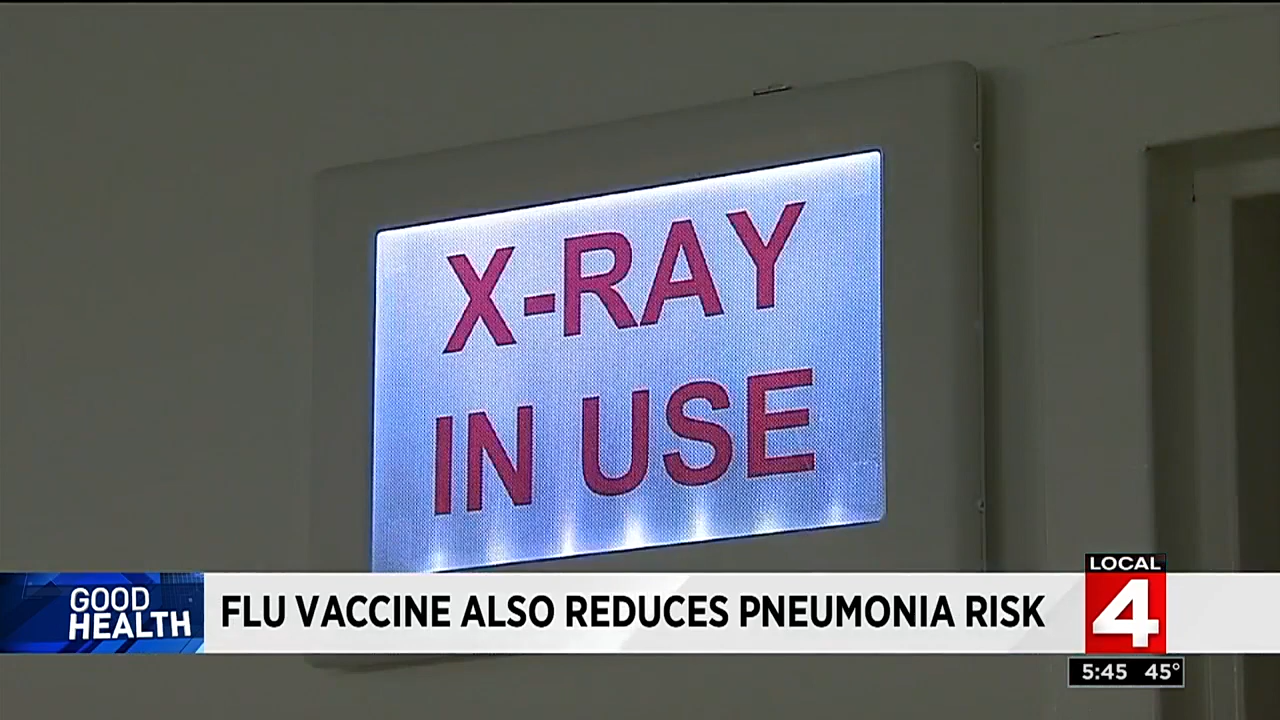 X-RAY
IN USE
GOOD
HEALTH
FLU VACCINE ALSO REDUCES PNEUMONIA RISK
LOCAL
4
5:45 45°